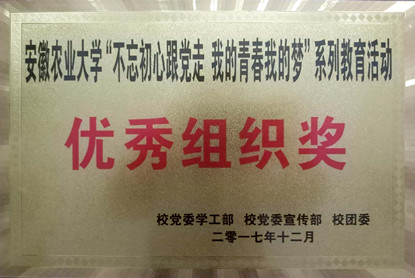 安徽农业大学“不忘初心跟党走 我的青春我的梦”系列教育活动
优秀组织奖
校党委学工部 校党委宣传部 校团委
二零一七年十二月